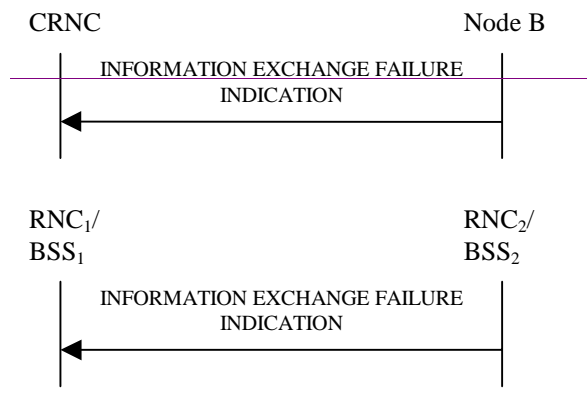 CRNC Node B
INFORMATION EXCHANGE FAILURE
INDICATION
RNC₁/ RNC₂/
BSS₁ BSS₂
INFORMATION EXCHANGE FAILURE
INDICATION